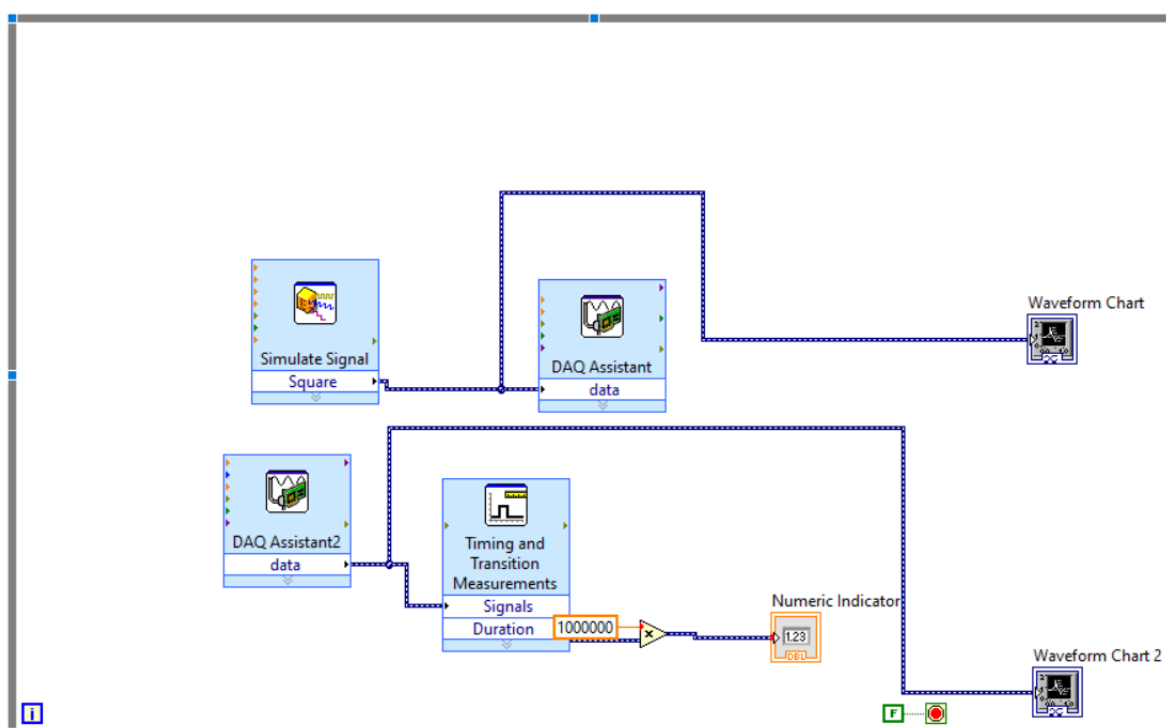 Waveform Chart
Simulate Signal
Square
DAQ Assistant
data
DAQ Assistant2
data
Timing and
Transition
Measurements
Signals
Duration
1000000
Numeric Indicator
1.23
DBL
Waveform Chart 2
i
F